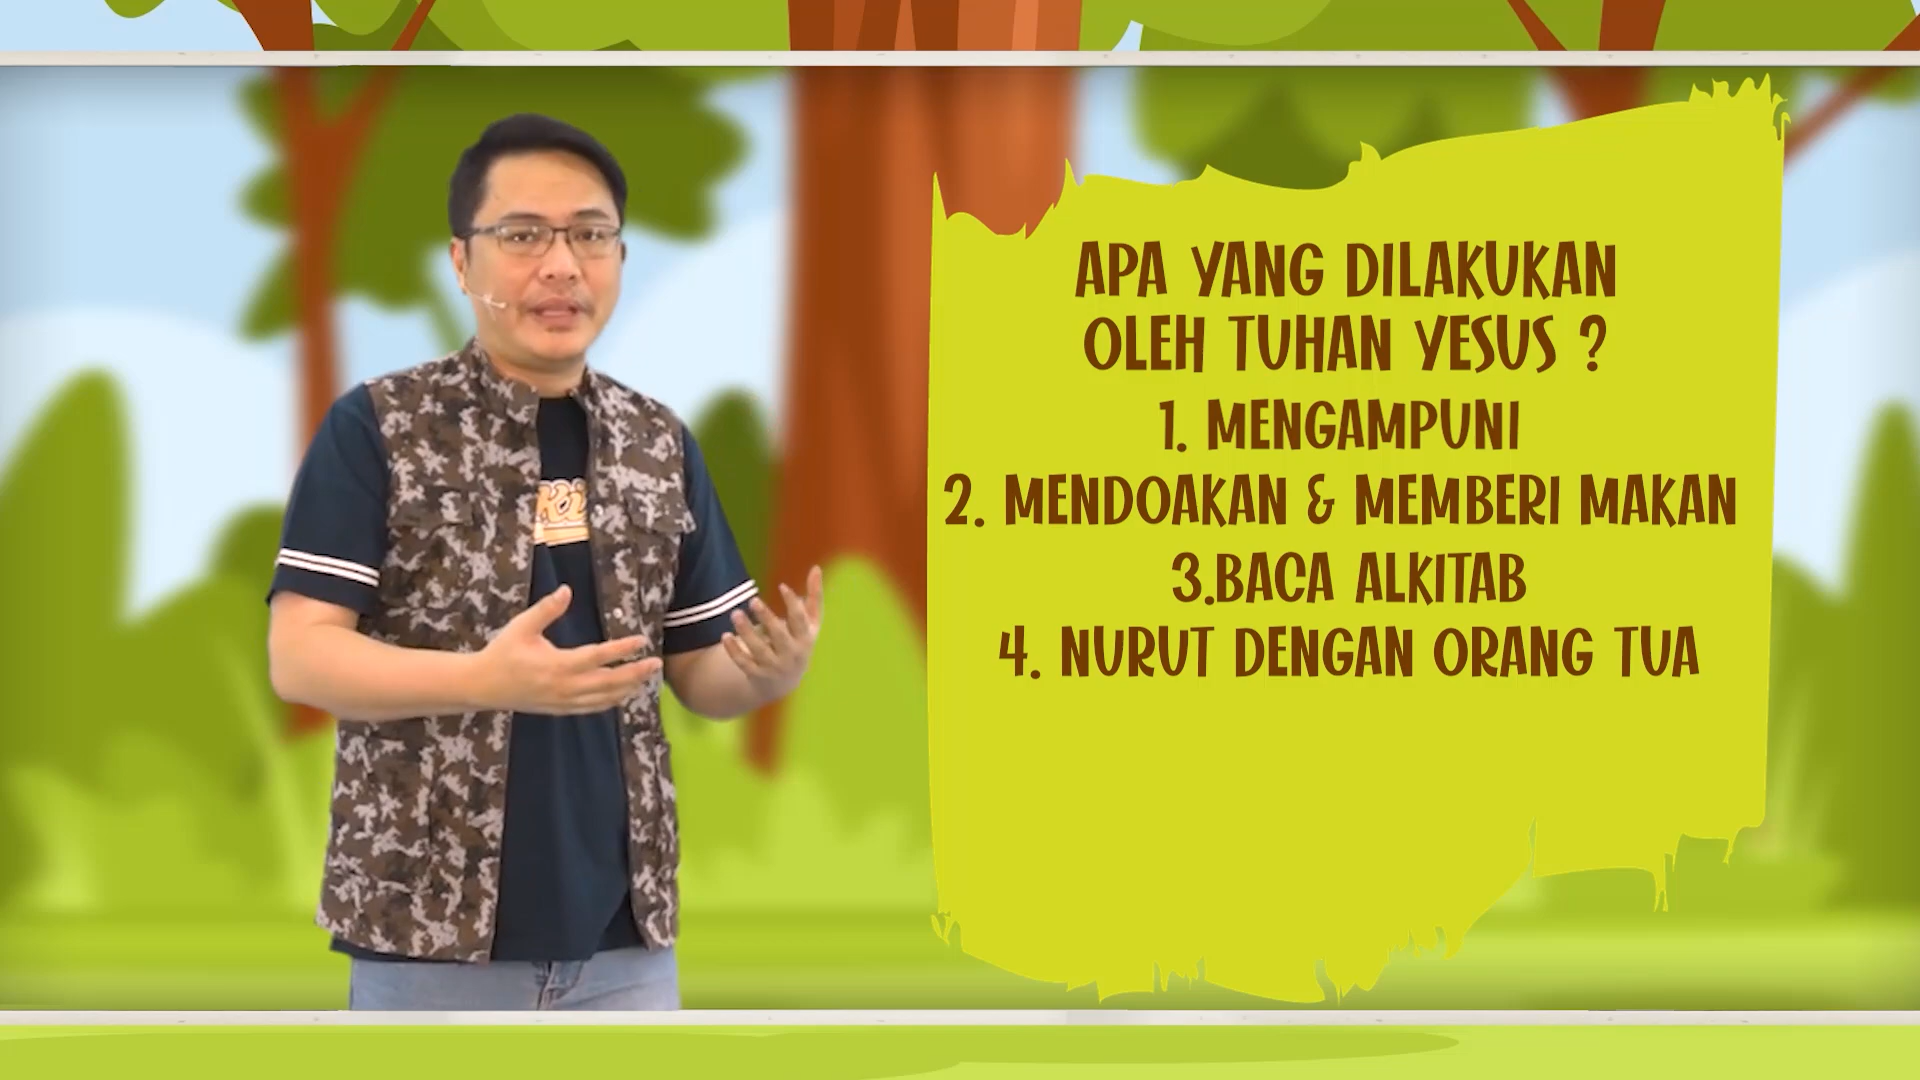 APA YANG DILAKUKAN
OLEH TUHAN YESUS ?
1. MENGAMPUNI
2. MENDOAKAN & MEMBERI MAKAN
3.BACA ALKITAB
4. NURUT DENGAN ORANG TUA